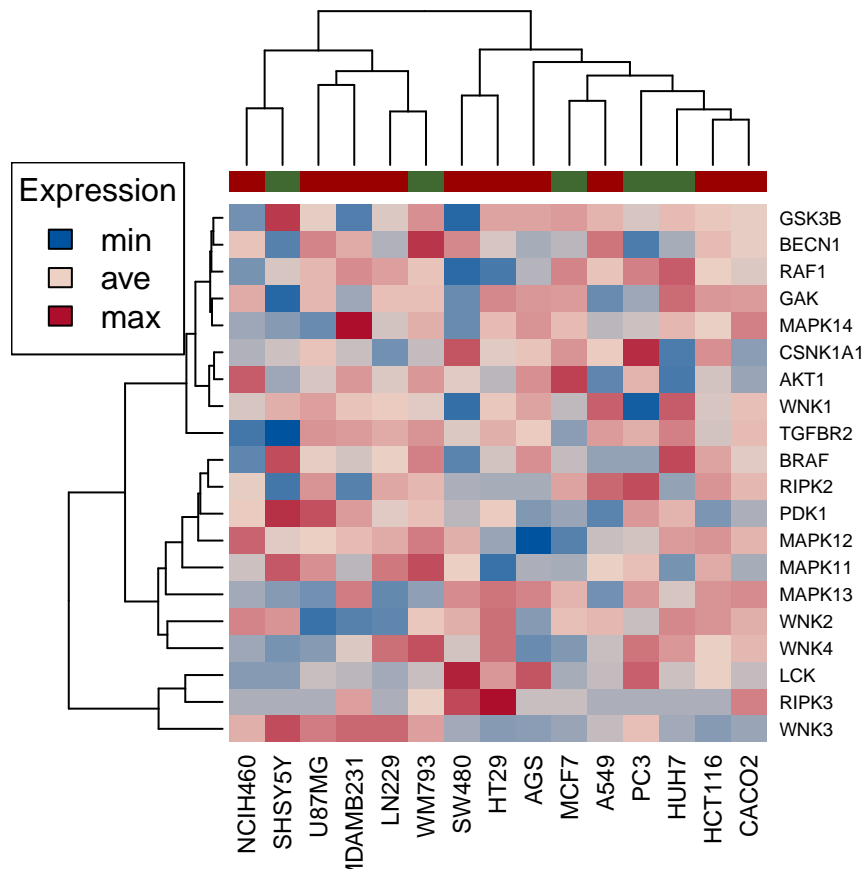 Expression
min
ave
max
GSK3B
BECN1
RAF1
GAK
MAPK14
CSNK1A1
AKT1
WNK1
TGFBR2
BRAF
RIPK2
PDK1
MAPK12
MAPK11
MAPK13
WNK2
WNK4
LCK
RIPK3
WNK3
NCIH460
SHSY5Y
U87MG
MDAMB231
LN229
WM793
SW480
HT29
AGS
MCF7
A549
PC3
HUH7
HCT116
CACO2